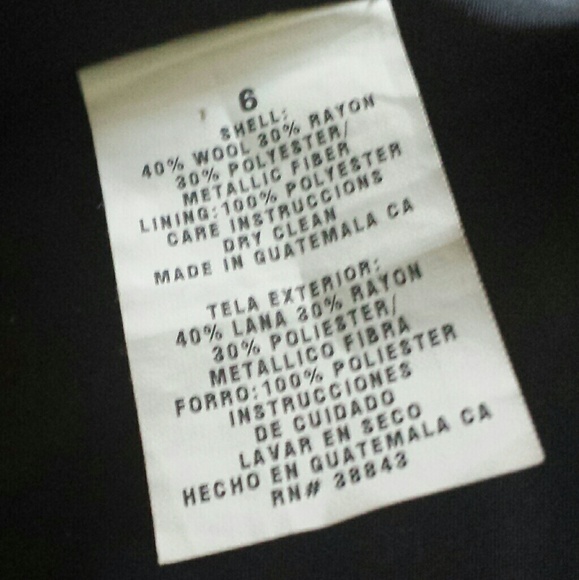 6
SHELL:
40% WOOL 30% RAYON
30% POLYESTER/
METALLIC FIBER
LINING:100% POLYESTER
CARE INSTRUCCIONS
DRY CLEAN
MADE IN GUATEMALA CA
TELA EXTERIOR:
40% LANA 30% RAYON
30% POLIESTER/
METALLICO FIBRA
FORRO:100% POLIESTER
INSTRUCCIONES
DE CUIDADO
LAVAR EN SECO
HECHO EN GUATEMALA CA
RN# 38843